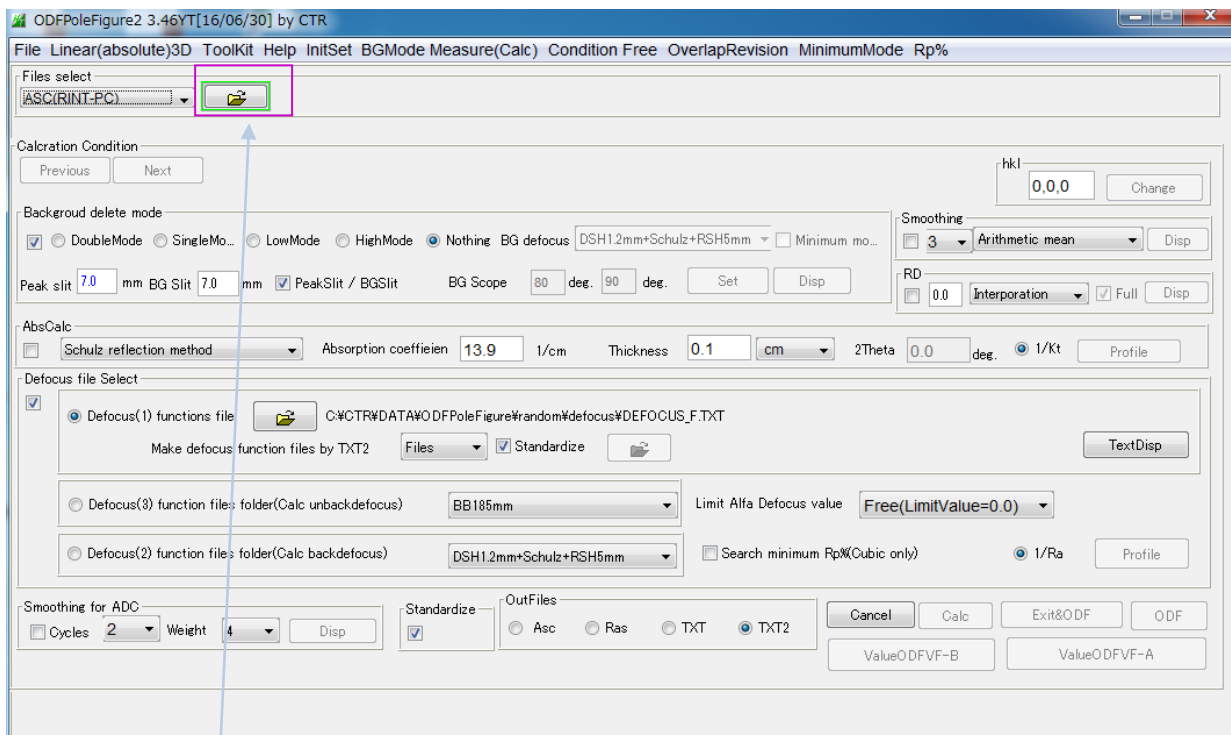 ODFPoleFigure2 3.46YT[16/06/30] by CTR
File Linear(absolute)3D ToolKit Help InitSet BGMode Measure(Calc) Condition Free OverlapRevision MinimumMode Rp%
Files select
ASC(RINT-PC)
Calcration Condition
Previous Next
hkl
0,0,0 Change
Backgroud delete mode
DoubleMode SingleMo... LowMode HighMode Nothing BG defocus DSH1.2mm+Schulz+RSH5mm Minimum mo...
Peak slit 7.0 mm BG Slit 7.0 mm PeakSlit / BGSlit BG Scope 80 deg. 90 deg. Set Disp
Smoothing
3 Arithmetic mean Disp
RD
0.0 Interporation Full Disp
AbsCalc
Schulz reflection method Absorption coeffieien 13.9 1/cm Thickness 0.1 cm 2Theta 0.0 deg. 1/Kt Profile
Defocus file Select
Defocus(1) functions file C:¥CTR¥DATA¥ODFPoleFigure¥random¥defocus¥DEFOCUS_F.TXT
Make defocus function files by TXT2 Files Standardize TextDisp
Defocus(3) function files folder(Calc unbackdefocus) BB185mm Limit Alfa Defocus value Free(LimitValue=0.0)
Defocus(2) function files folder(Calc backdefocus) DSH1.2mm+Schulz+RSH5mm Search minimum Rp%(Cubic only) 1/Ra Profile
Smoothing for ADC
Cycles 2 Weight 4 Disp
Standardize
OutFiles
Asc Ras TXT TXT2
Cancel Calc Exit&ODF ODF
ValueODFVF-B ValueODFVF-A